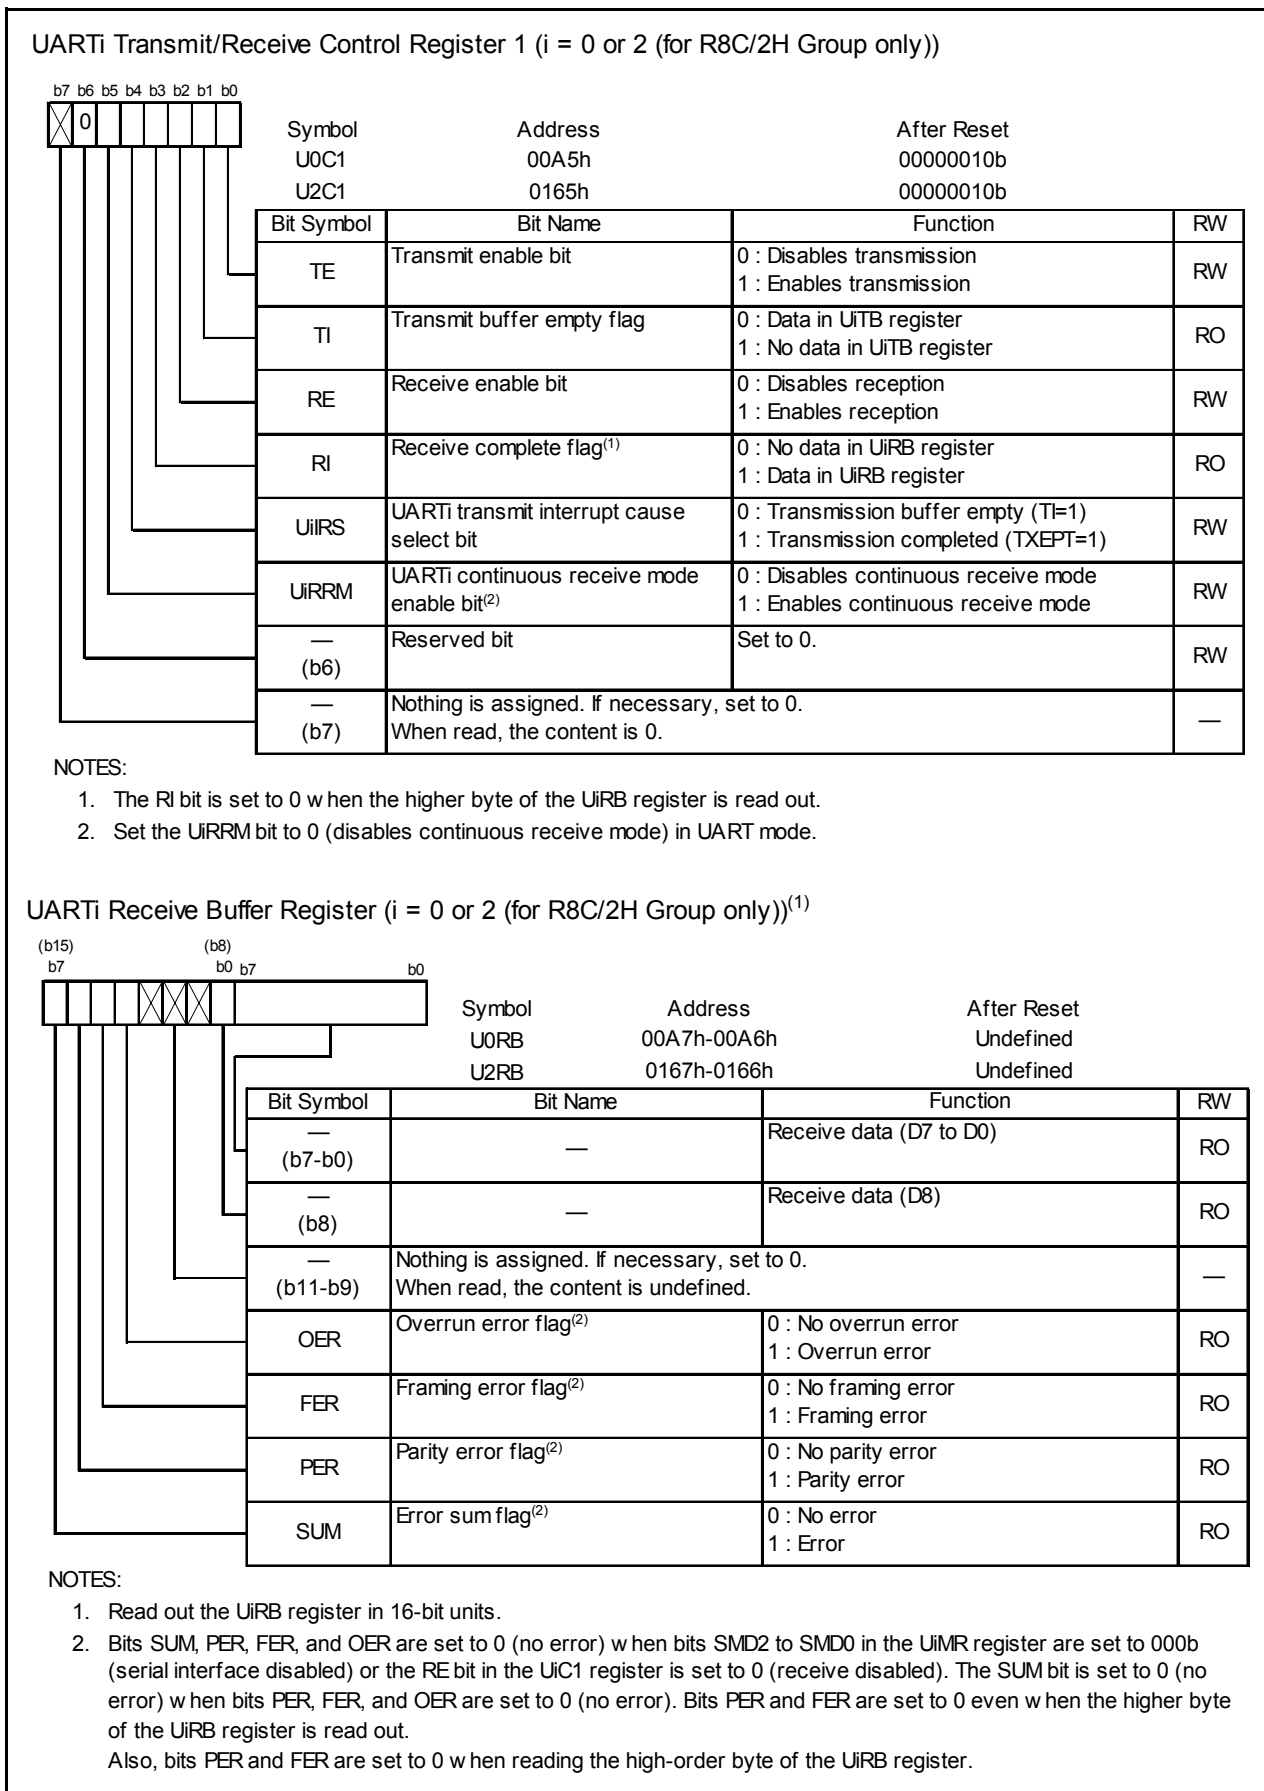 UARTi Transmit/Receive Control Register 1 (i = 0 or 2 (for R8C/2H Group only))
b7 b6 b5 b4 b3 b2 b1 b0
0
Symbol Address After Reset
U0C1 00A5h 00000010b
U2C1 0165h 00000010b
Bit Symbol Bit Name Function RW
TE Transmit enable bit 0 : Disables transmission
1 : Enables transmission RW
TI Transmit buffer empty flag 0 : Data in UiTB register
1 : No data in UiTB register RO
RE Receive enable bit 0 : Disables reception
1 : Enables reception RW
RI Receive complete flag(1) 0 : No data in UiRB register
1 : Data in UiRB register RO
UiIRS UARTi transmit interrupt cause 0 : Transmission buffer empty (TI=1)
select bit 1 : Transmission completed (TXEPT=1) RW
UiRRM UARTi continuous receive mode 0 : Disables continuous receive mode
enable bit(2) 1 : Enables continuous receive mode RW
— Reserved bit Set to 0.
(b6) RW
— Nothing is assigned. If necessary, set to 0.
(b7) When read, the content is 0. —
NOTES:
1. The RI bit is set to 0 when the higher byte of the UiRB register is read out.
2. Set the UiRRM bit to 0 (disables continuous receive mode) in UART mode.
UARTi Receive Buffer Register (i = 0 or 2 (for R8C/2H Group only))(1)
(b15) (b8)
b7 b0 b7 b0
Symbol Address After Reset
U0RB 00A7h-00A6h Undefined
U2RB 0167h-0166h Undefined
Bit Symbol Bit Name Function RW
— — Receive data (D7 to D0)
(b7-b0) RO
— — Receive data (D8)
(b8) RO
— Nothing is assigned. If necessary, set to 0.
(b11-b9) When read, the content is undefined. —
OER Overrun error flag(2) 0 : No overrun error
1 : Overrun error RO
FER Framing error flag(2) 0 : No framing error
1 : Framing error RO
PER Parity error flag(2) 0 : No parity error
1 : Parity error RO
SUM Error sum flag(2) 0 : No error
1 : Error RO
NOTES:
1. Read out the UiRB register in 16-bit units.
2. Bits SUM, PER, FER, and OER are set to 0 (no error) when bits SMD2 to SMD0 in the UiMR register are set to 000b
(serial interface disabled) or the RE bit in the UiC1 register is set to 0 (receive disabled). The SUM bit is set to 0 (no
error) when bits PER, FER, and OER are set to 0 (no error). Bits PER and FER are set to 0 even when the higher byte
of the UiRB register is read out.
Also, bits PER and FER are set to 0 when reading the high-order byte of the UiRB register.